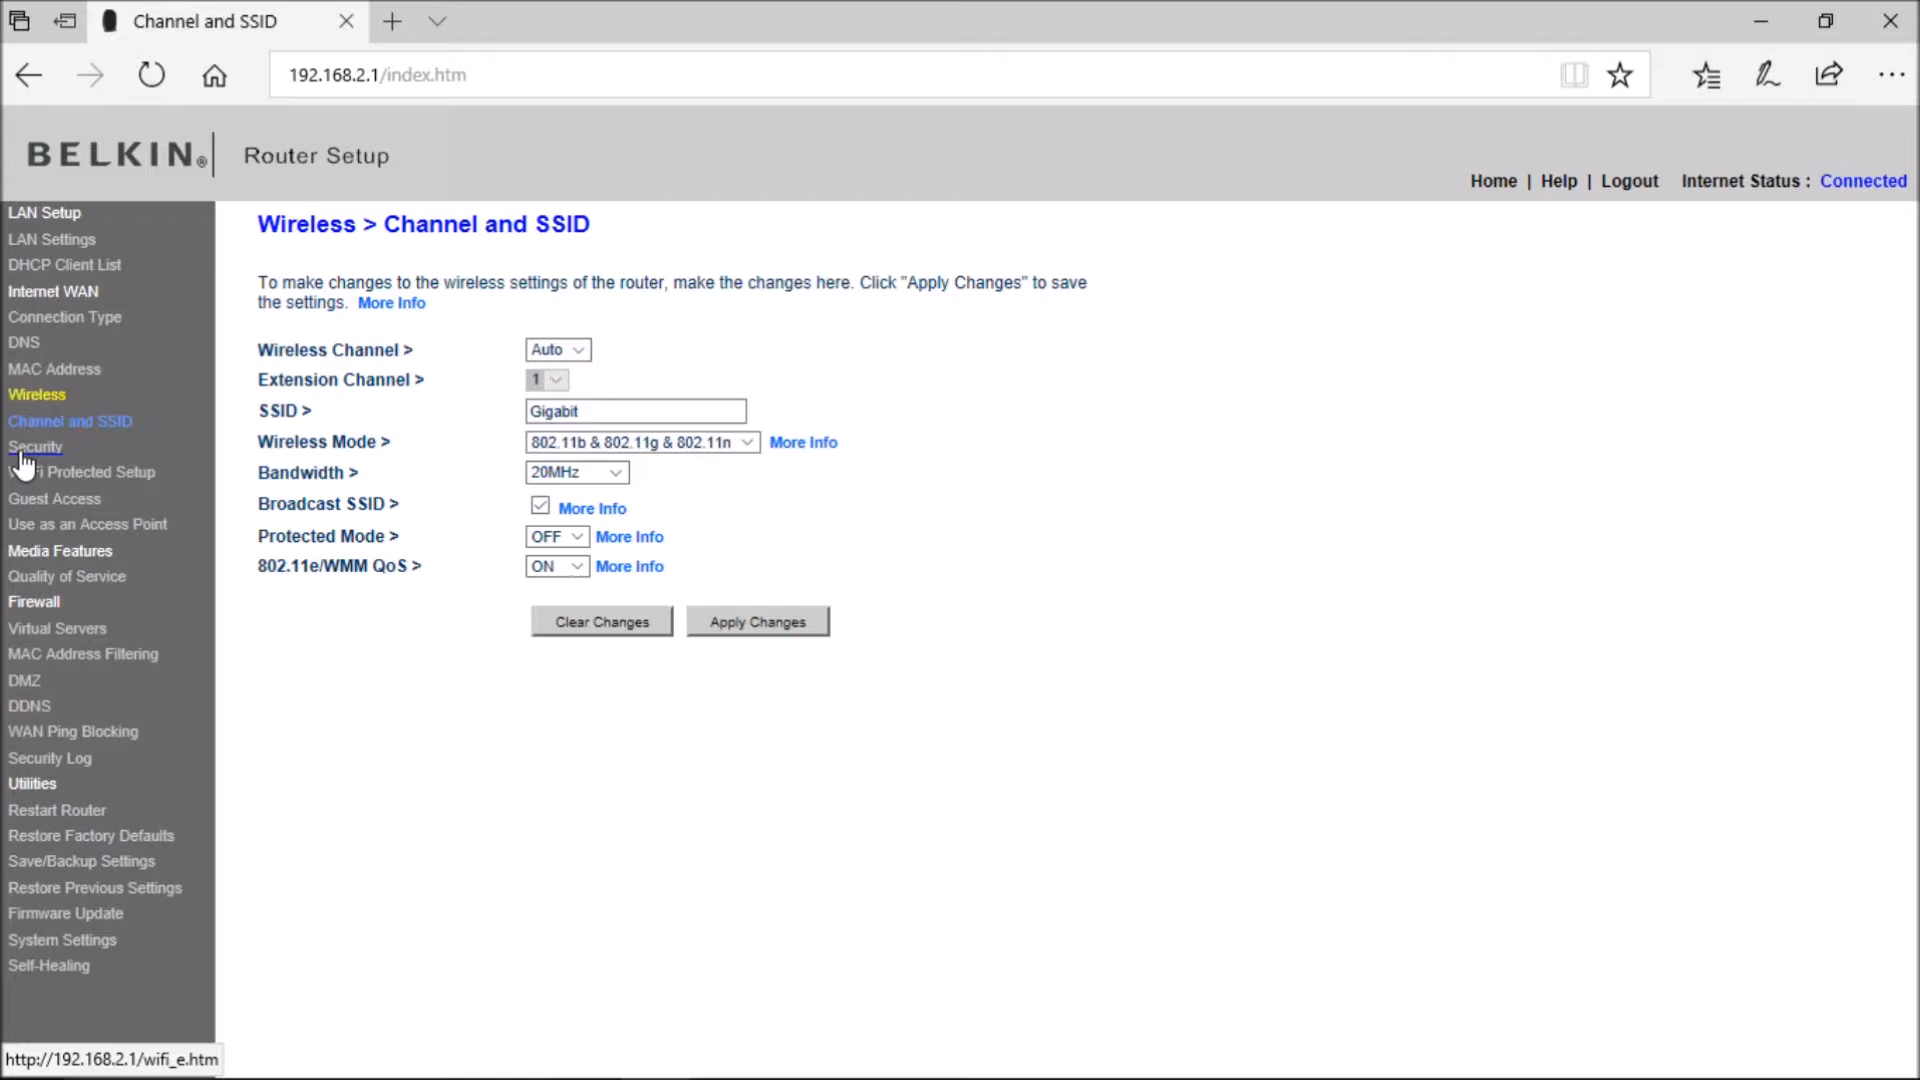 Channel and SSID
192.168.2.1/index.htm
BELKIN® Router Setup
Home | Help | Logout Internet Status : Connected
LAN Setup
LAN Settings
DHCP Client List
Internet WAN
Connection Type
DNS
MAC Address
Wireless
Channel and SSID
Security
Protected Setup
Guest Access
Use as an Access Point
Media Features
Quality of Service
Firewall
Virtual Servers
MAC Address Filtering
DMZ
DDNS
WAN Ping Blocking
Security Log
Utilities
Restart Router
Restore Factory Defaults
Save/Backup Settings
Restore Previous Settings
Firmware Update
System Settings
Self-Healing
Wireless > Channel and SSID
To make changes to the wireless settings of the router, make the changes here. Click "Apply Changes" to save
the settings. More Info
Wireless Channel > Auto
Extension Channel > 1
SSID > Gigabit
Wireless Mode > 802.11b & 802.11g & 802.11n More Info
Bandwidth > 20MHz
Broadcast SSID > More Info
Protected Mode > OFF More Info
802.11e/WMM QoS > ON More Info
Clear Changes Apply Changes
http://192.168.2.1/wifi_e.htm